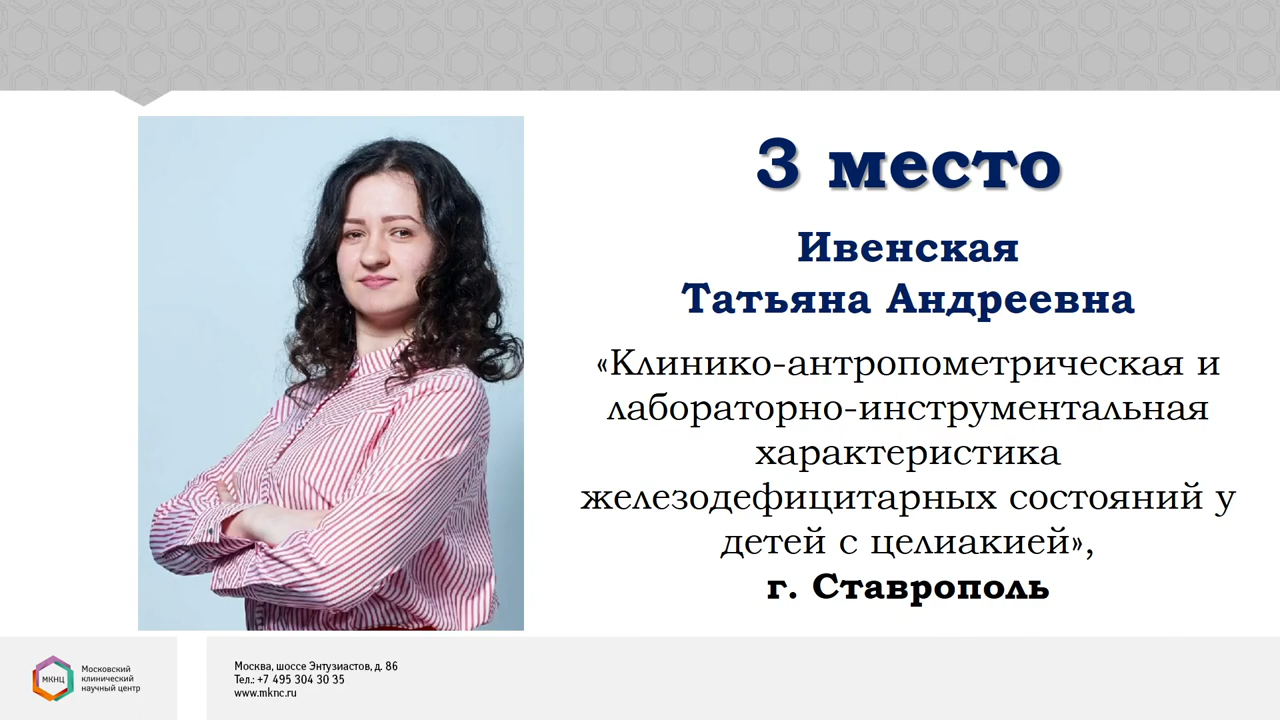 3 место
Ивенская
Татьяна Андреевна
«Клинико-антропометрическая и
лабораторно-инструментальная
характеристика
железодефицитарных состояний у
детей с целиакией»,
г. Ставрополь
МКНЦ
Московский
клинический
научный центр
Москва, шоссе Энтузиастов, д. 86
Тел.: +7 495 304 30 35
www.mknc.ru